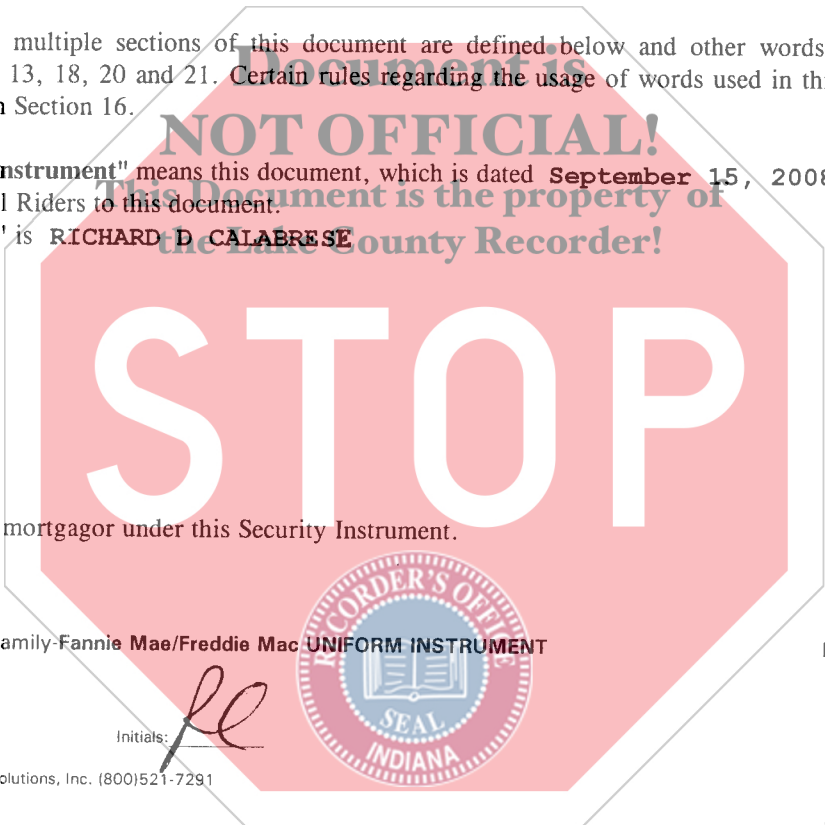 multiple sections of this document are defined below and other words
Document is
13, 18, 20 and 21. Certain rules regarding the usage of words used in th
Section 16.
NOT OFFICIAL!
nstrument" means this document, which is dated September 15, 2008
This Document is the property of
l Riders to this document.
" is RICHARD D CALABRESE
the Lake County Recorder!
STOP
mortgagor under this Security Instrument.
RECORDER'S OFFICE
amily-Fannie Mae/Freddie Mac UNIFORM INSTRUMENT
SEAL
Initials:
INDIANA
olutions, Inc. (800)521-7291